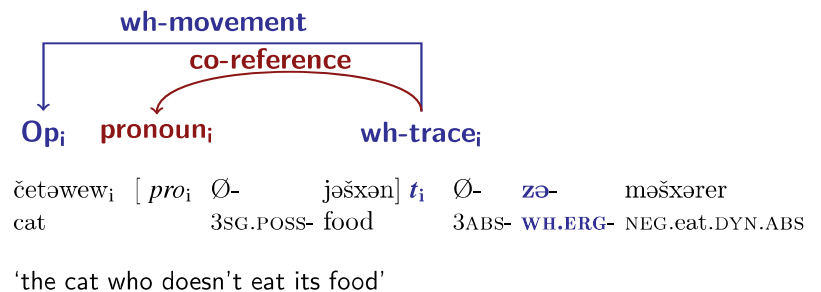 wh-movement
co-reference
Opᵢ pronounᵢ wh-traceᵢ
četəwewᵢ [ proᵢ Ø- jəšxən] tᵢ Ø- zə- məšxərer
cat 3SG.POSS- food 3ABS- WH.ERG- NEG.eat.DYN.ABS
‘the cat who doesn't eat its food’